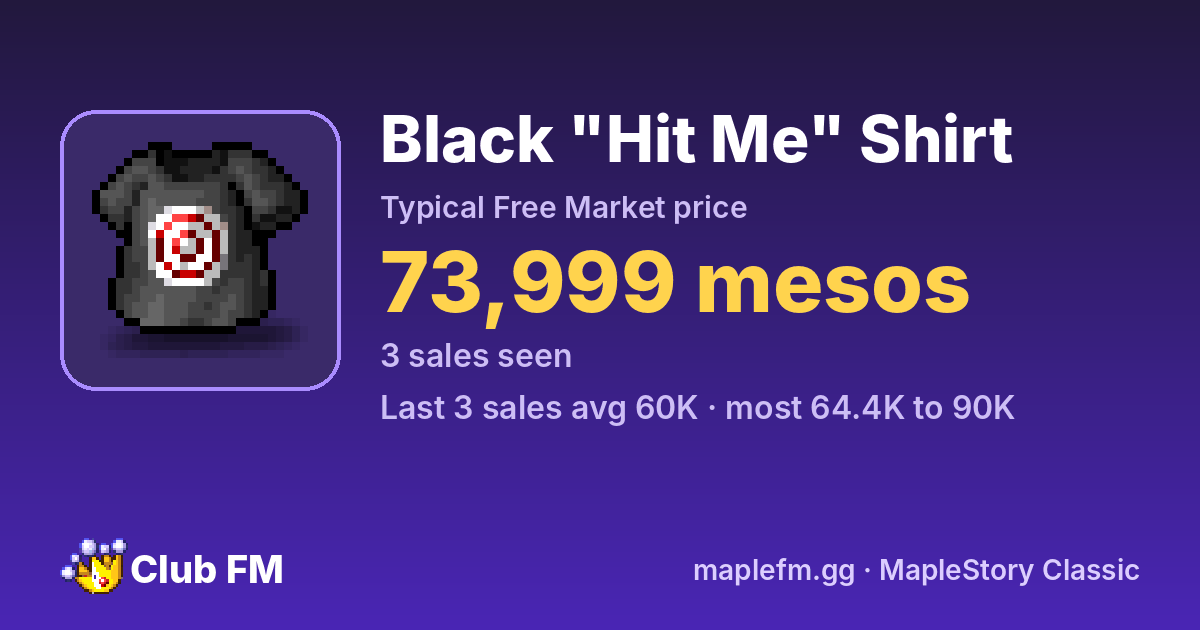 Black "Hit Me" Shirt
Typical Free Market price
73,999 mesos
3 sales seen
Last 3 sales avg 60K · most 64.4K to 90K
Club FM
maplefm.gg · MapleStory Classic